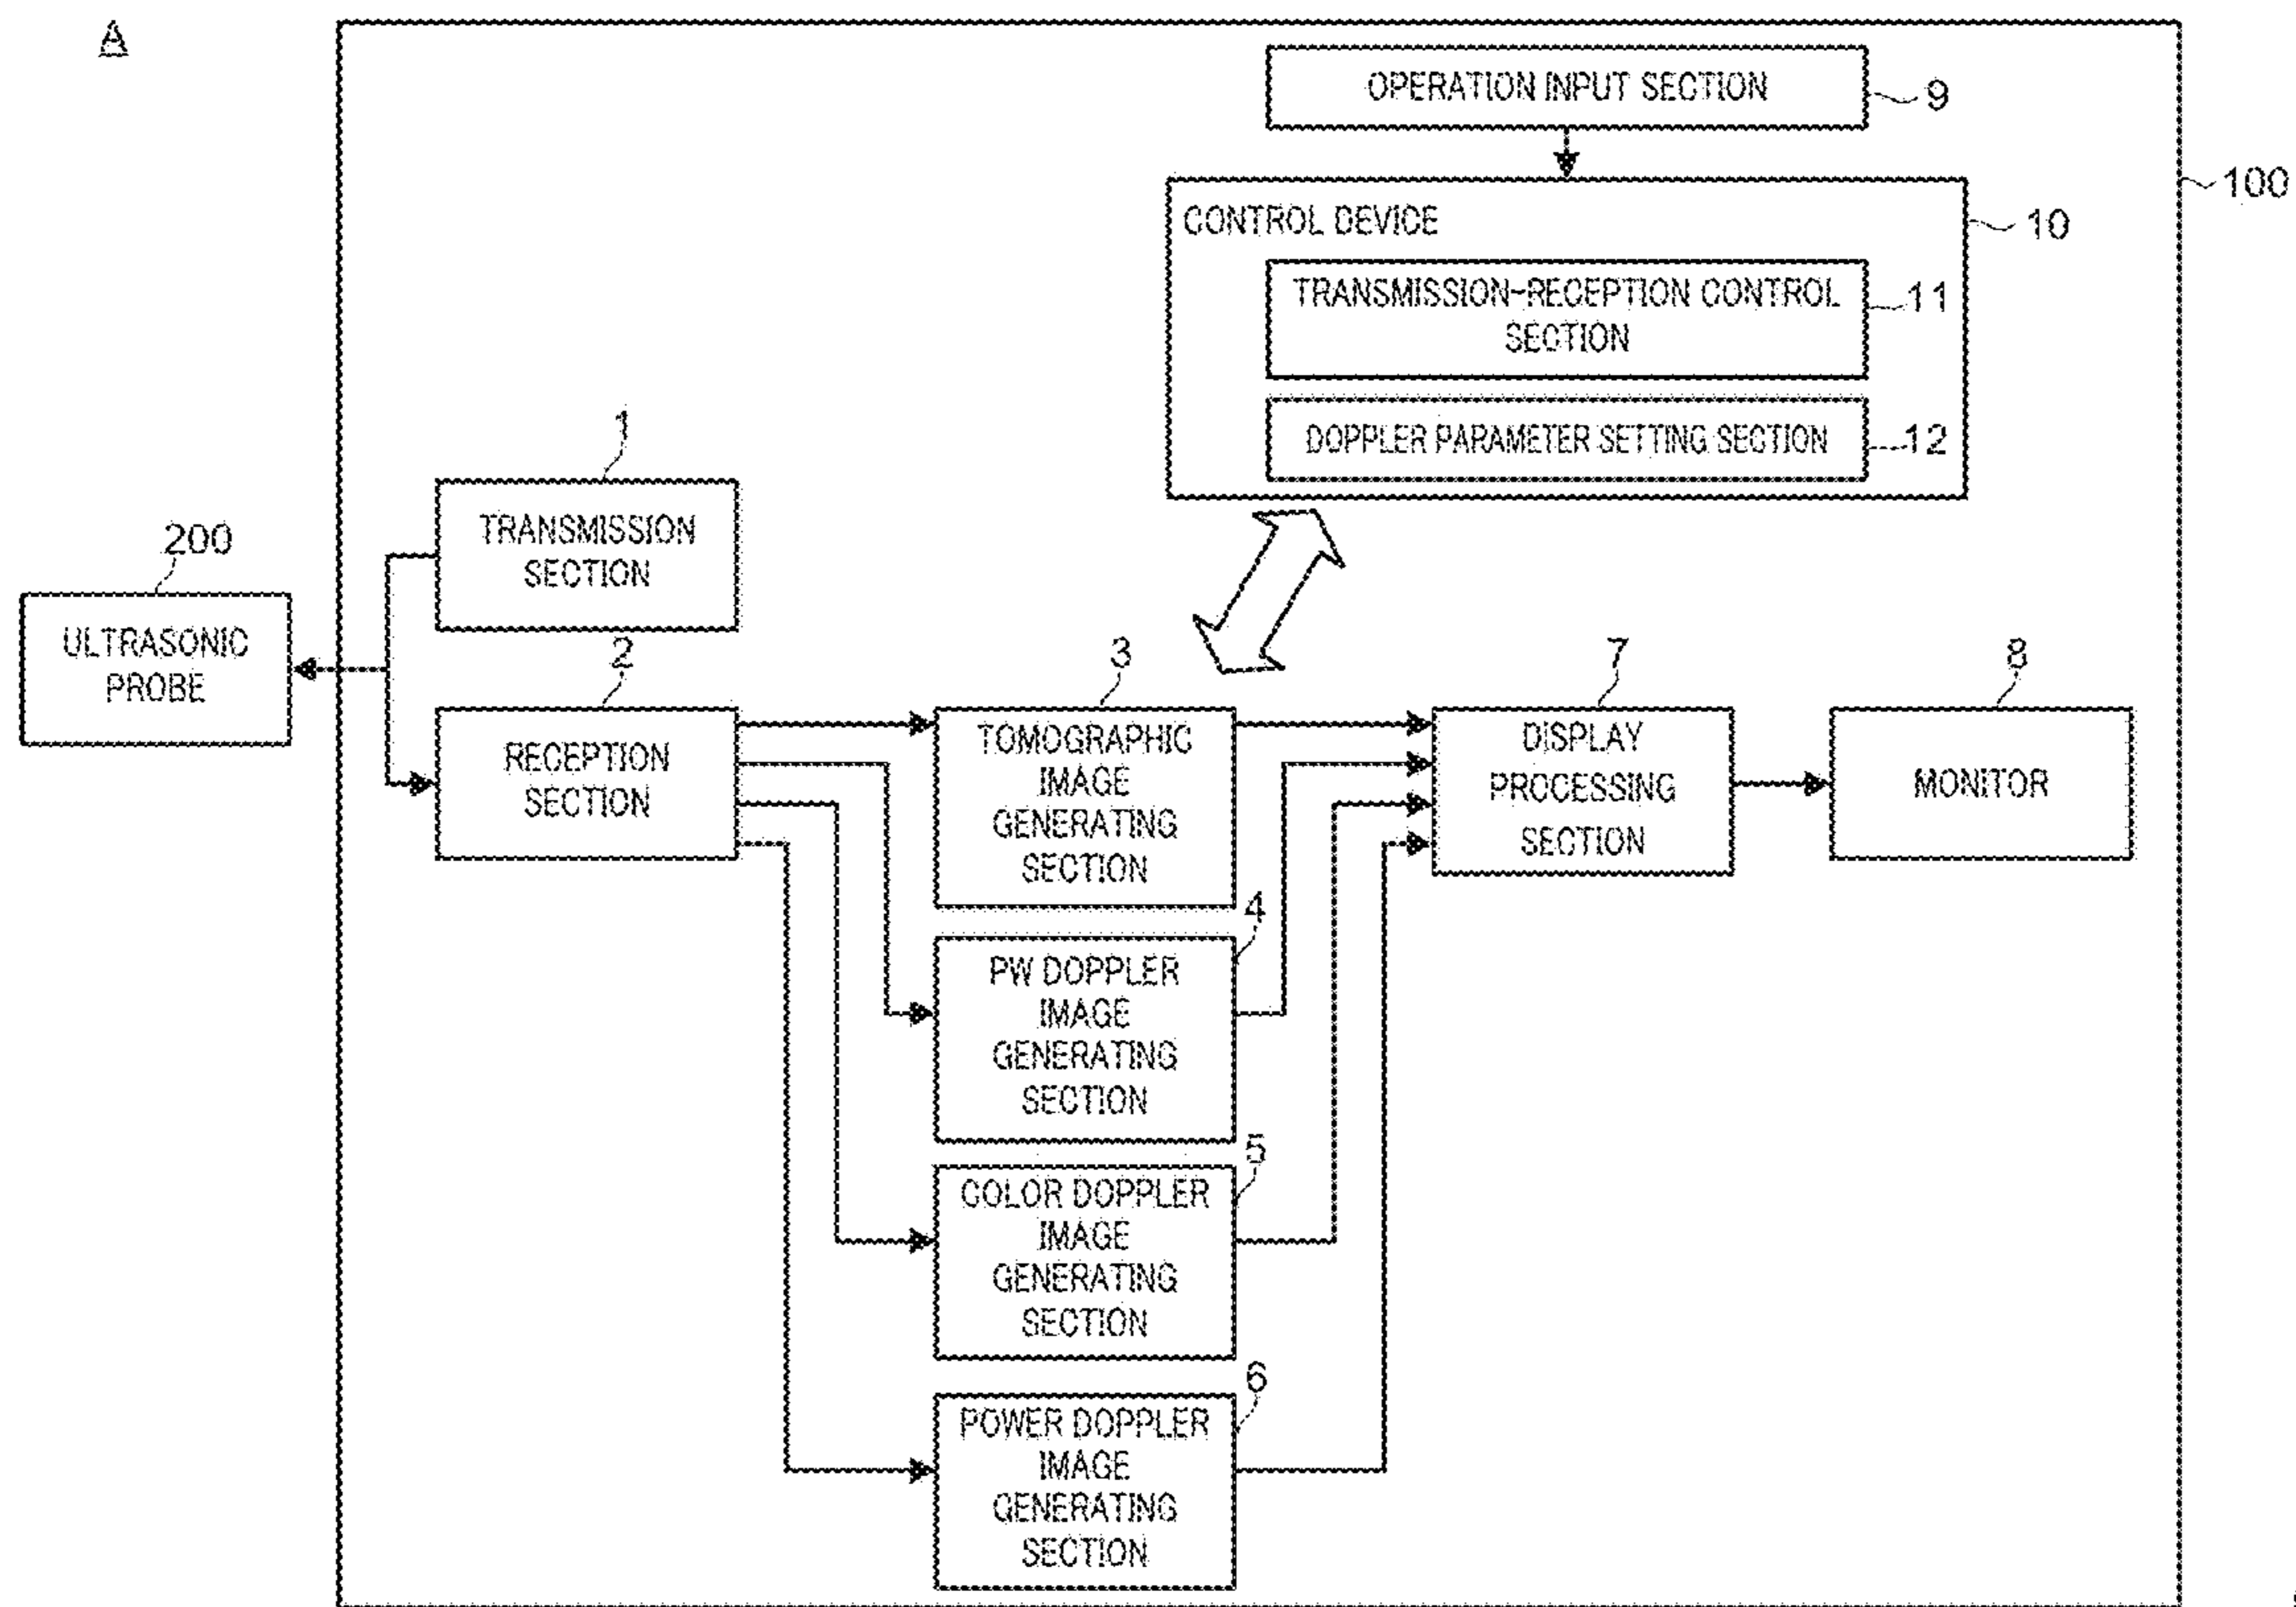 A
OPERATION INPUT SECTION
9
100
CONTROL DEVICE
10
TRANSMISSION-RECEPTION CONTROL
SECTION
11
DOPPLER PARAMETER SETTING SECTION
12
1
TRANSMISSION
SECTION
200
ULTRASONIC
PROBE
2
RECEPTION
SECTION
3
TOMOGRAPHIC
IMAGE
GENERATING
SECTION
7
DISPLAY
PROCESSING
SECTION
8
MONITOR
4
PW DOPPLER
IMAGE
GENERATING
SECTION
5
COLOR DOPPLER
IMAGE
GENERATING
SECTION
6
POWER DOPPLER
IMAGE
GENERATING
SECTION